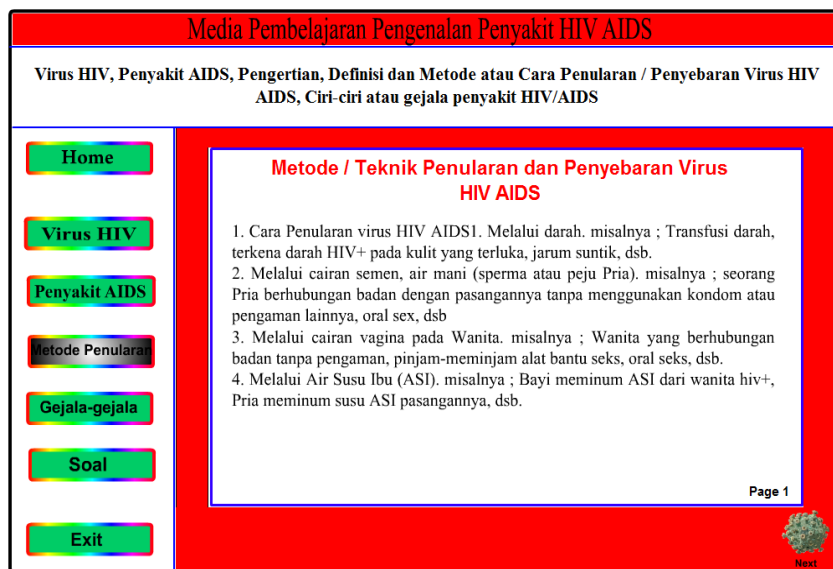 Media Pembelajaran Pengenalan Penyakit HIV AIDS
Virus HIV, Penyakit AIDS, Pengertian, Definisi dan Metode atau Cara Penularan / Penyebaran Virus HIV
AIDS, Ciri-ciri atau gejala penyakit HIV/AIDS
Home
Virus HIV
Penyakit AIDS
Metode Penularan
Gejala-gejala
Soal
Exit
Metode / Teknik Penularan dan Penyebaran Virus
HIV AIDS
1. Cara Penularan virus HIV AIDS1. Melalui darah. misalnya ; Transfusi darah,
terkena darah HIV+ pada kulit yang terluka, jarum suntik, dsb.
2. Melalui cairan semen, air mani (sperma atau peju Pria). misalnya ; seorang
Pria berhubungan badan dengan pasangannya tanpa menggunakan kondom atau
pengaman lainnya, oral sex, dsb
3. Melalui cairan vagina pada Wanita. misalnya ; Wanita yang berhubungan
badan tanpa pengaman, pinjam-meminjam alat bantu seks, oral seks, dsb.
4. Melalui Air Susu Ibu (ASI). misalnya ; Bayi meminum ASI dari wanita hiv+,
Pria meminum susu ASI pasangannya, dsb.
Page 1
Next